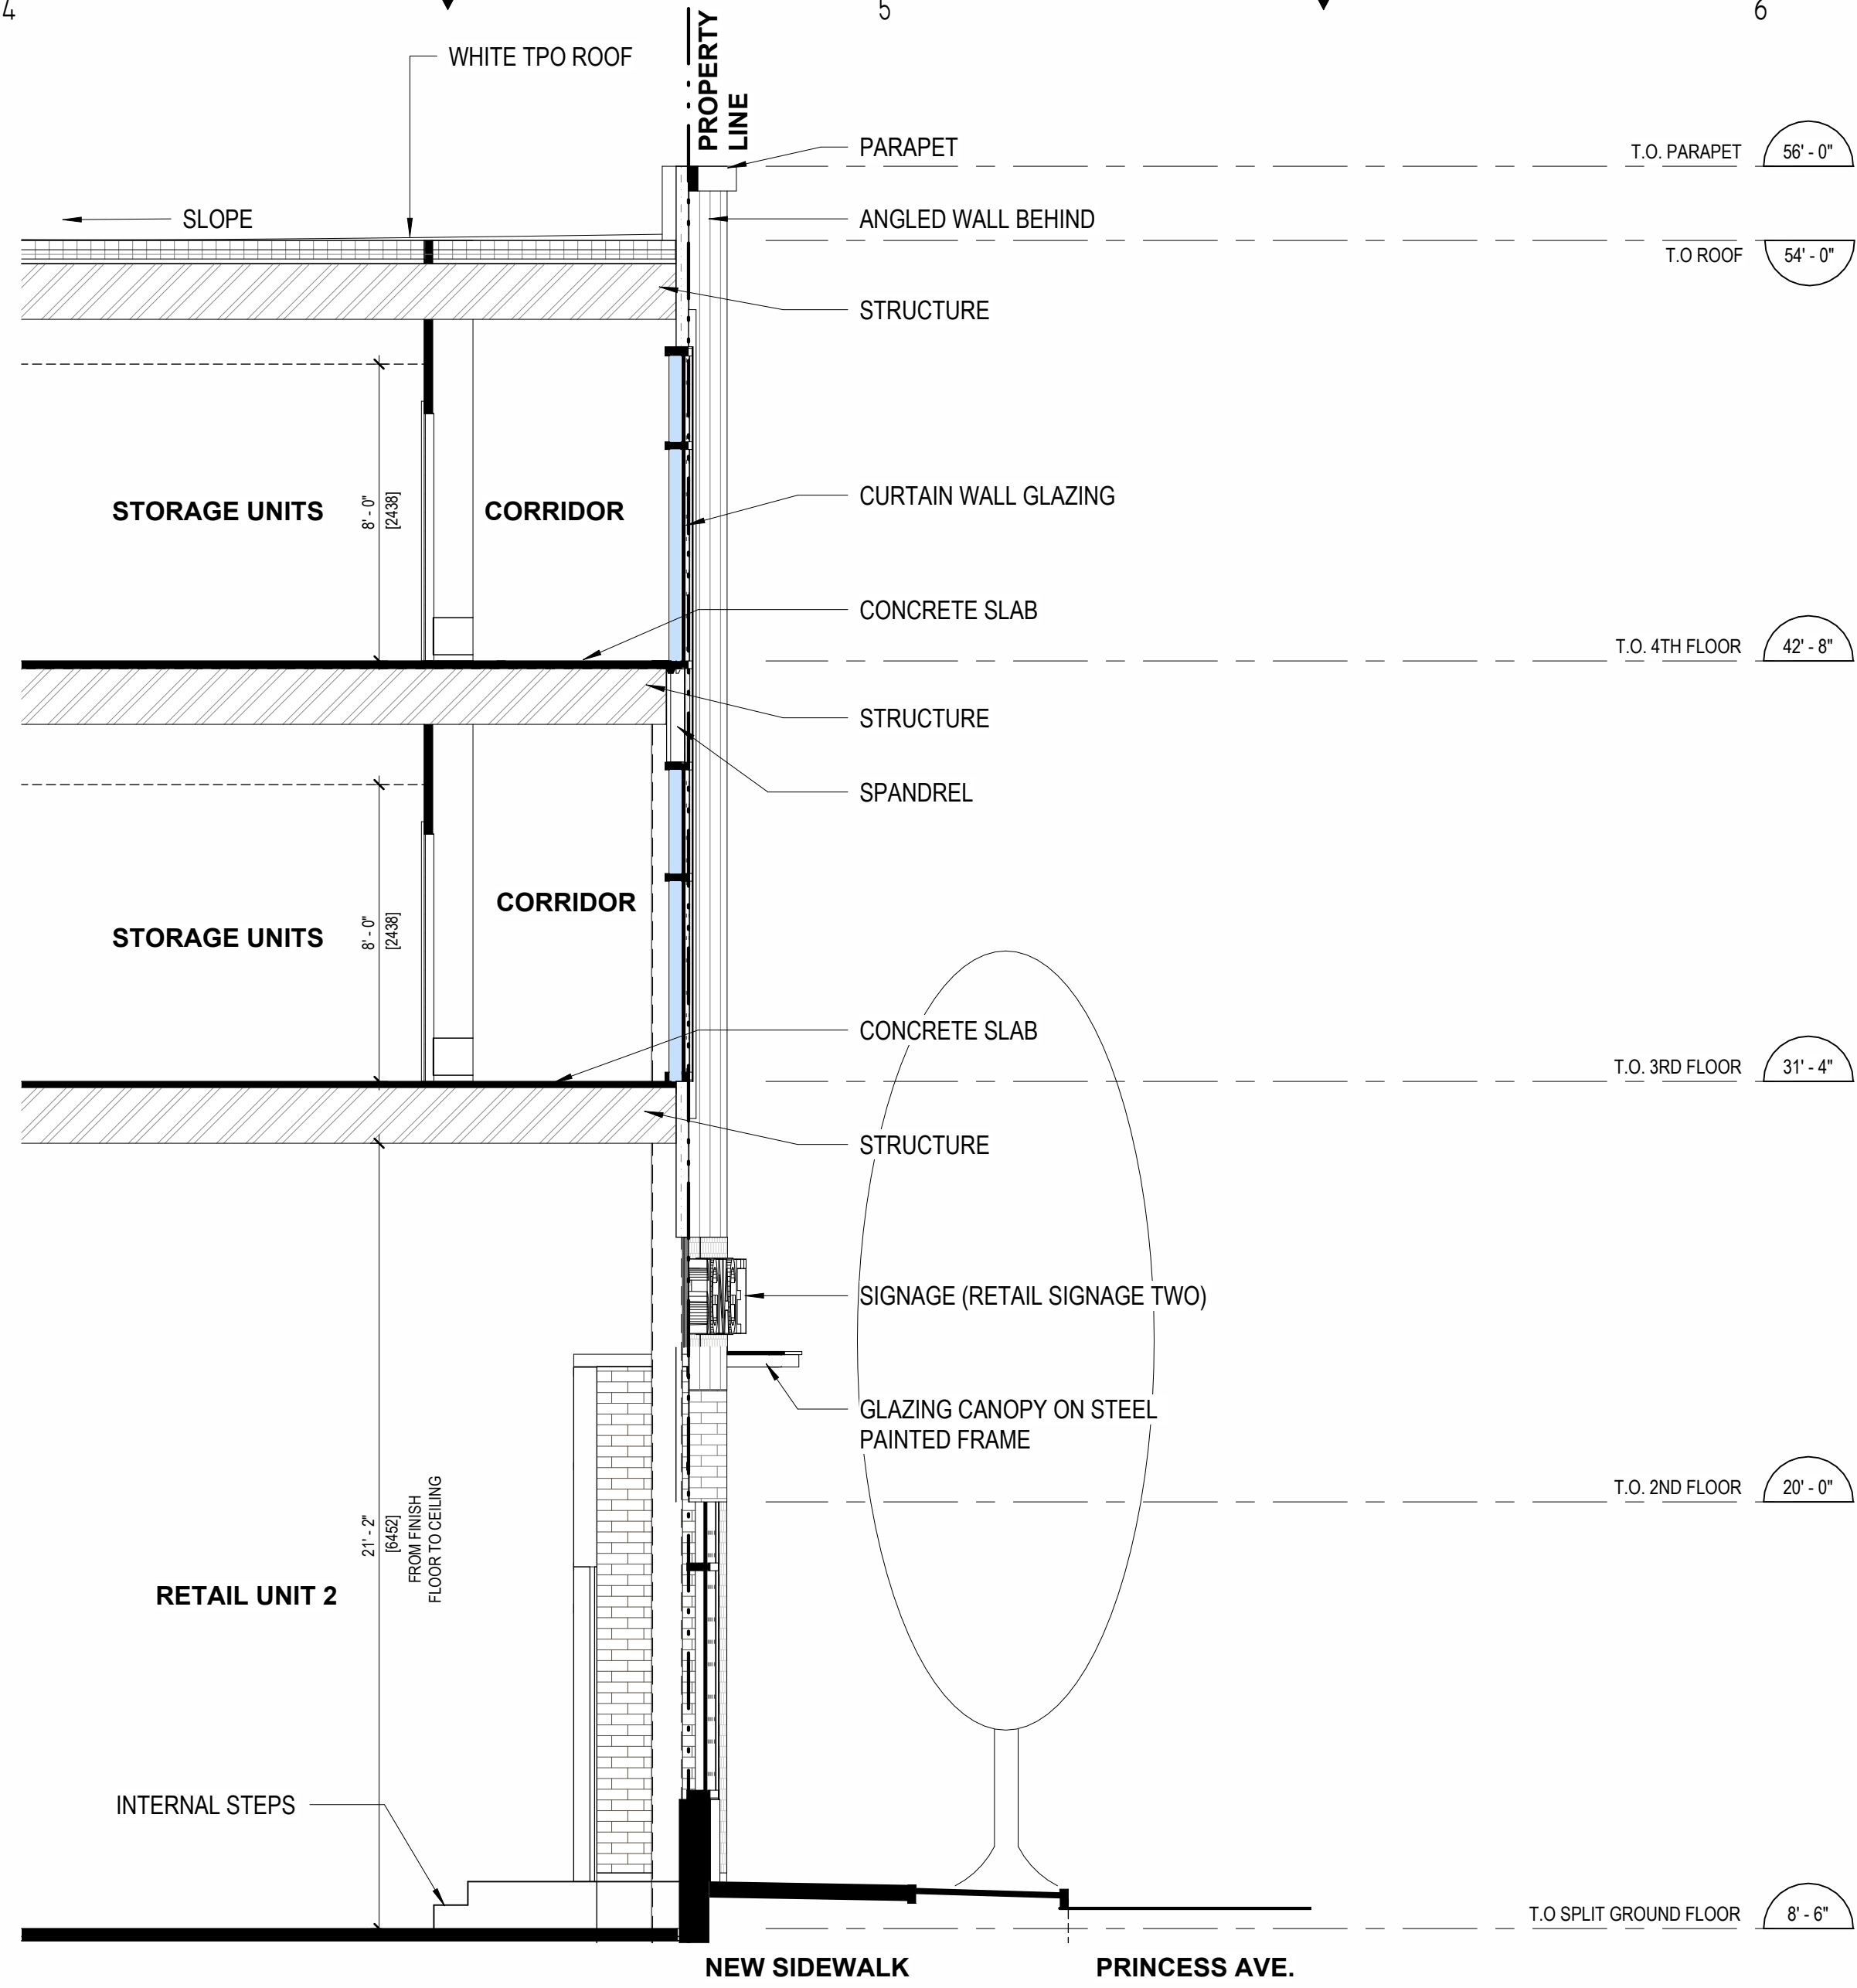 4
5
6
PROPERTY
LINE
WHITE TPO ROOF
PARAPET
T.O. PARAPET
56' - 0"
SLOPE
ANGLED WALL BEHIND
T.O ROOF
54' - 0"
STRUCTURE
CURTAIN WALL GLAZING
STORAGE UNITS
8' - 0"
[2438]
CORRIDOR
CONCRETE SLAB
T.O. 4TH FLOOR
42' - 8"
STRUCTURE
SPANDREL
CORRIDOR
STORAGE UNITS
8' - 0"
[2438]
CONCRETE SLAB
T.O. 3RD FLOOR
31' - 4"
STRUCTURE
SIGNAGE (RETAIL SIGNAGE TWO)
GLAZING CANOPY ON STEEL
PAINTED FRAME
T.O. 2ND FLOOR
20' - 0"
21' - 2"
[6452]
FROM FINISH
FLOOR TO CEILING
RETAIL UNIT 2
INTERNAL STEPS
T.O SPLIT GROUND FLOOR
8' - 6"
NEW SIDEWALK
PRINCESS AVE.